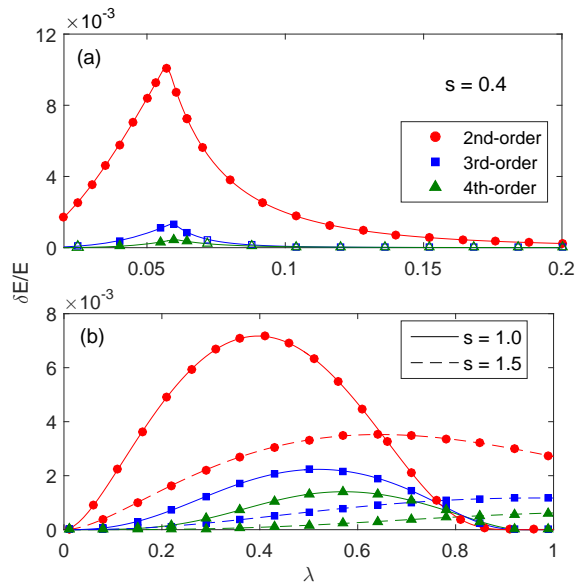 ×10⁻³
(a)
s = 0.4
12
8
4
0
2nd-order
3rd-order
4th-order
0.05
0.1
0.15
0.2
δE/E
×10⁻³
(b)
8
6
4
2
0
s = 1.0
s = 1.5
0
0.2
0.4
0.6
0.8
1
λ